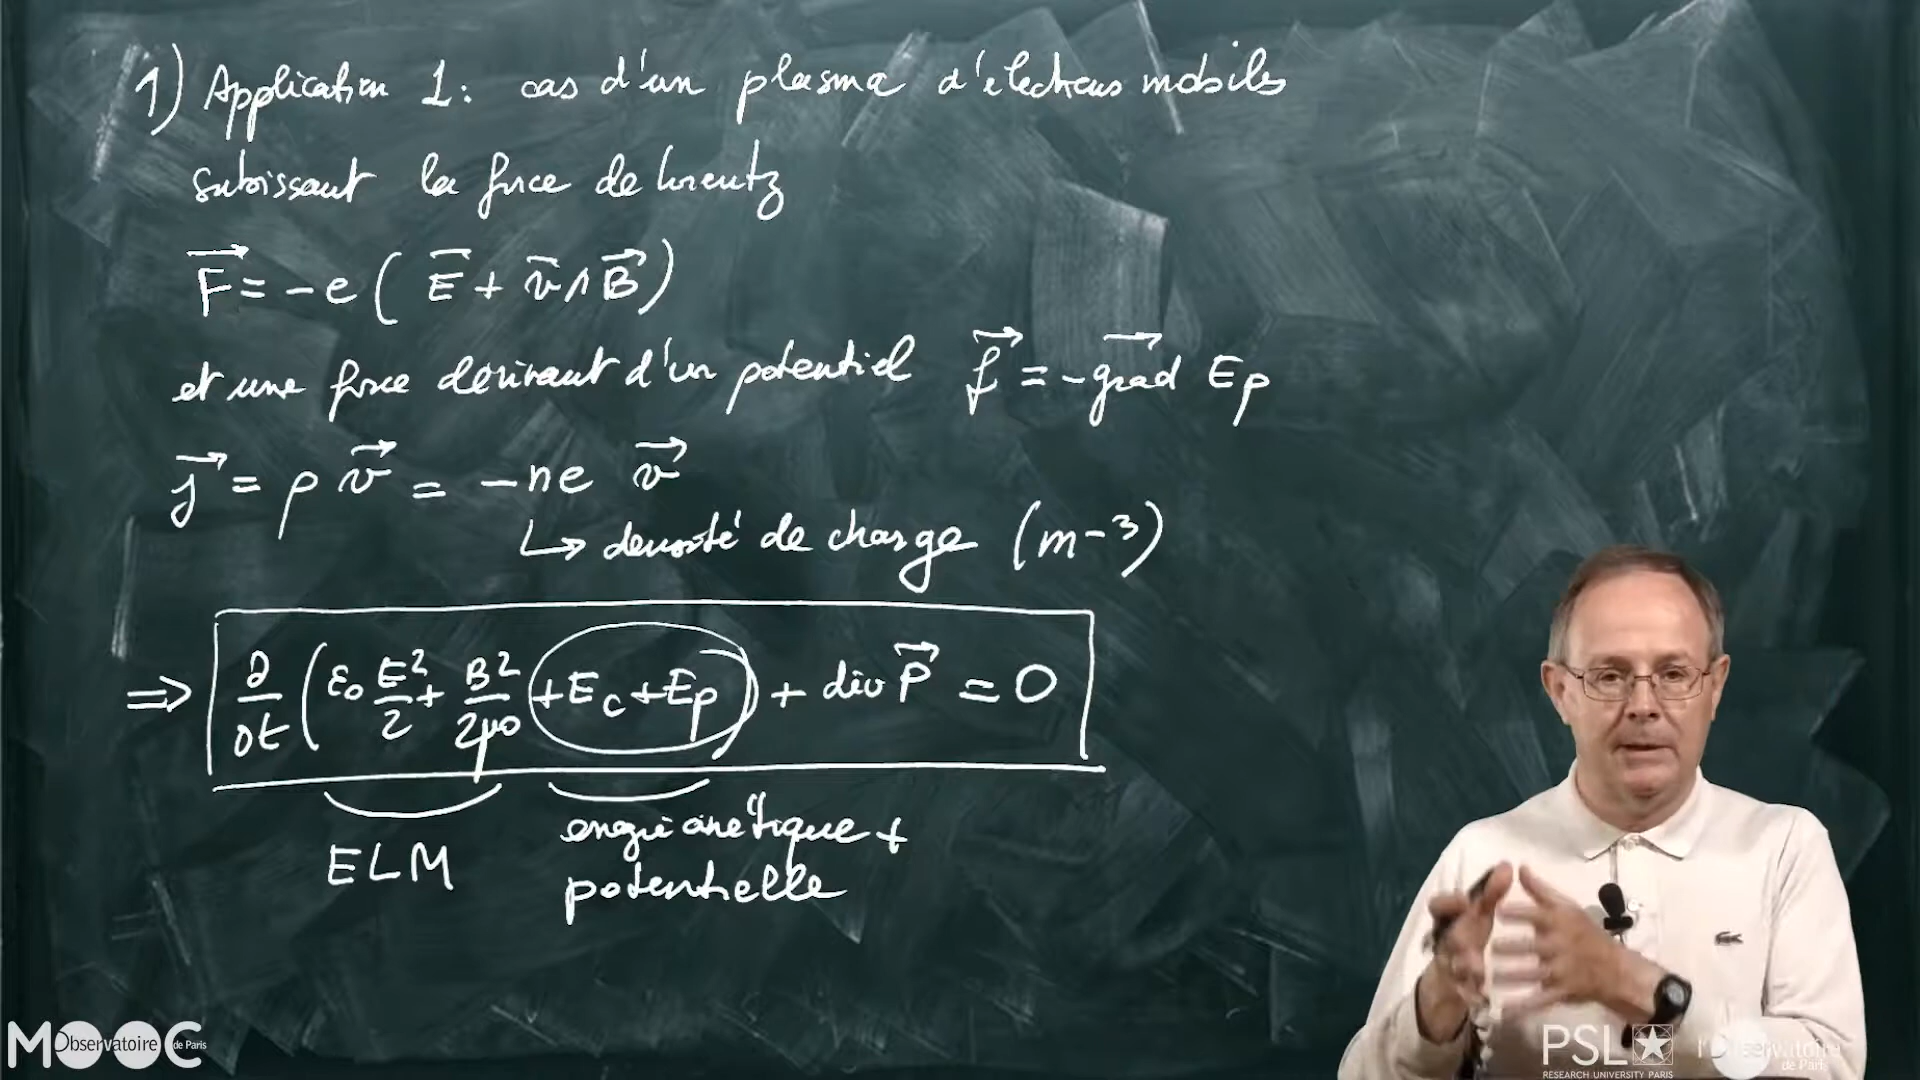 1) Application 1: cas d'un plasma d'électrons mobiles
subissant la force de Lorentz
F⃗ = -e ( E⃗ + v⃗ ∧ B⃗ )
et une force dérivant d'un potentiel f⃗ = -grad⃗ Ep
j⃗ = ρ v⃗ = -ne v⃗
↳ densité de charge (m-3)
⇒ ∂/∂t ( ε0 E²/2 + B²/2μ0 + Ec + Ep ) + div P⃗ = 0
ELM
cinétique +
potentielle
MOOC Observatoire de Paris
PSL
RESEARCH UNIVERSITY PARIS
l'Observatoire
de Paris